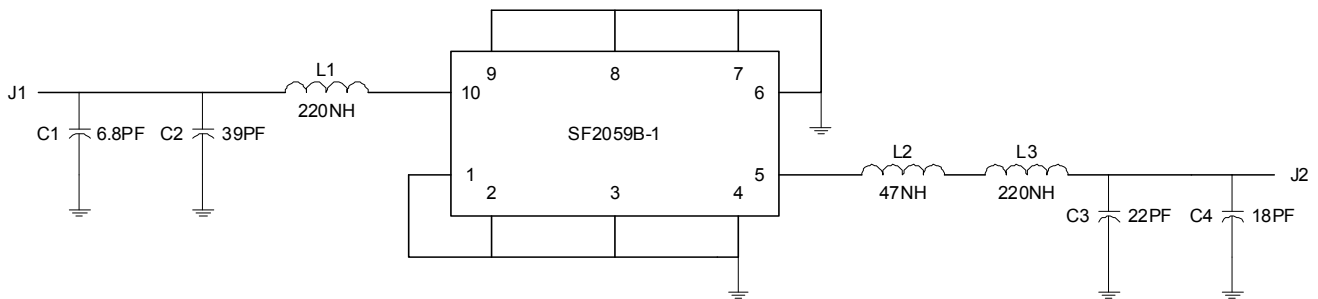 9 8 7
L1
J1 10 6
220NH
C1 6.8PF C2 39PF SF2059B-1
L2 L3
1 5 J2
2 3 4 47NH 220NH
C3 22PF C4 18PF